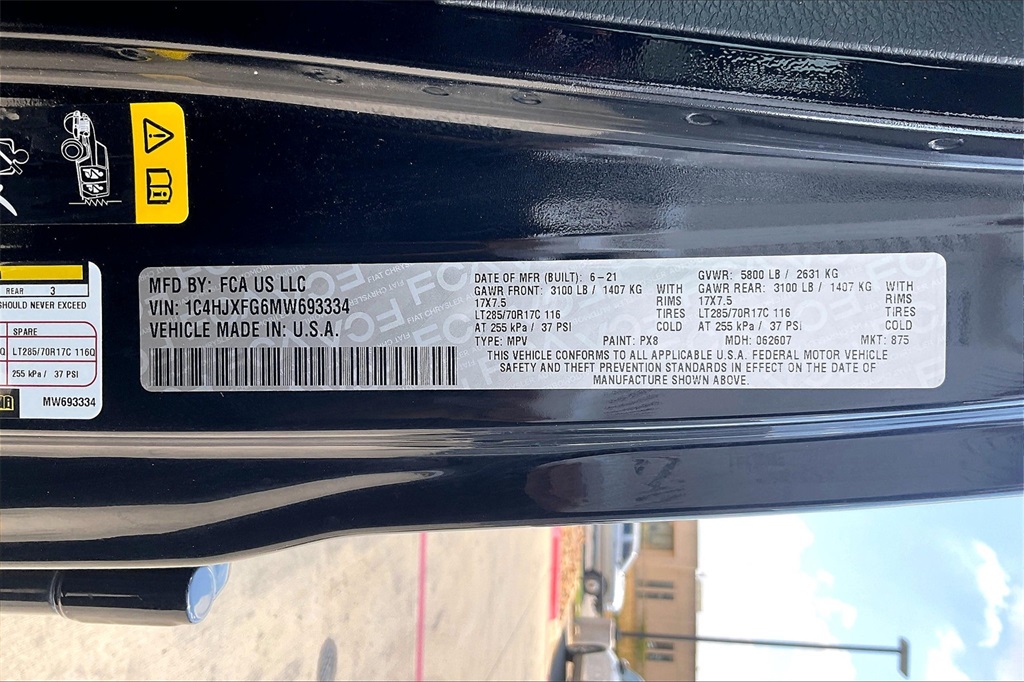 MFD BY: FCA US LLC
VIN: 1C4HJXFG6MW693334
VEHICLE MADE IN: U.S.A.
DATE OF MFR (BUILT): 6-21
GAWR FRONT: 3100 LB / 1407 KG WITH
17X7.5 RIMS
LT285/70R17C 116 TIRES
AT 255 kPa / 37 PSI COLD
GVWR: 5800 LB / 2631 KG
GAWR REAR: 3100 LB / 1407 KG WITH
17X7.5 RIMS
LT285/70R17C 116 TIRES
AT 255 kPa / 37 PSI COLD
TYPE: MPV PAINT: PX8 MDH: 062607 MKT: 875
THIS VEHICLE CONFORMS TO ALL APPLICABLE U.S.A. FEDERAL MOTOR VEHICLE
SAFETY AND THEFT PREVENTION STANDARDS IN EFFECT ON THE DATE OF
MANUFACTURE SHOWN ABOVE.
REAR 3
SHOULD NEVER EXCEED
SPARE
LT285/70R17C 116Q
255 kPa / 37 PSI
MW693334